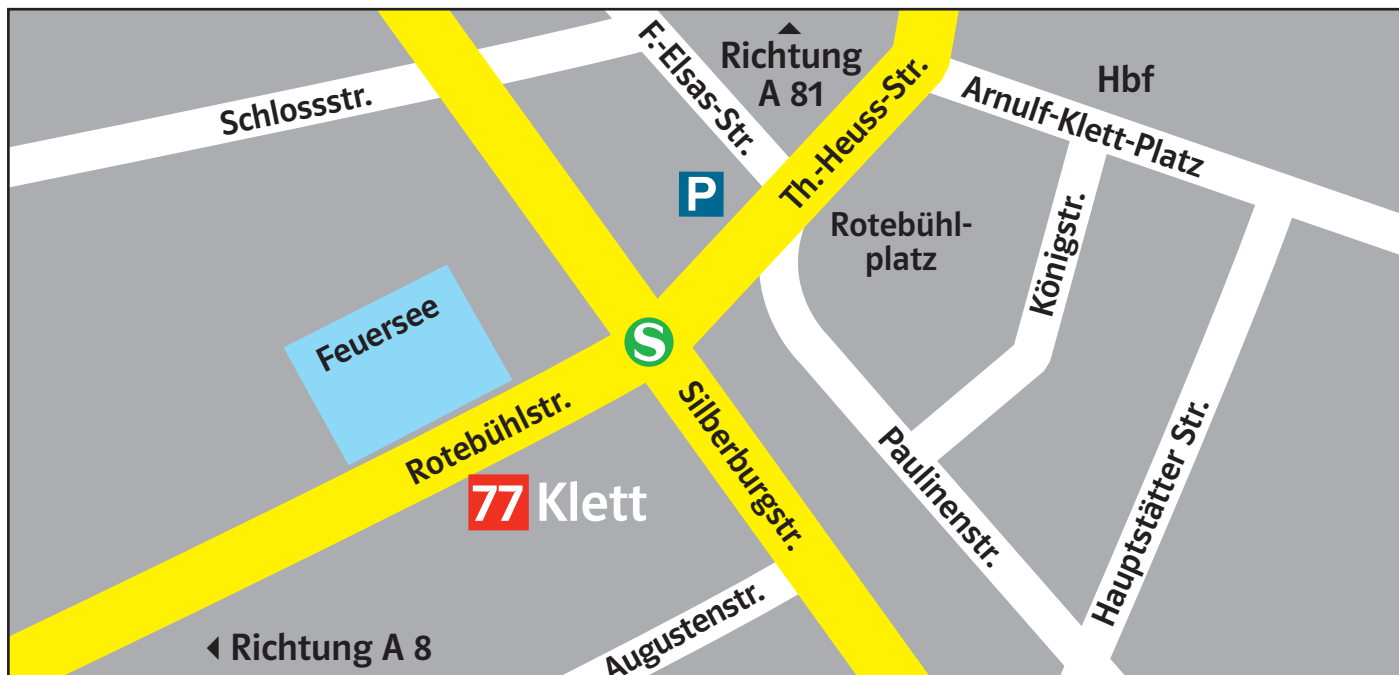 Richtung
A 81
Hbf
F.-Elsas-Str.
Th.-Heuss-Str.
Arnulf-Klett-Platz
Schlossstr.
P
Rotebühl-
platz
Königstr.
Feuersee
S
Rotebühlstr.
Silberburgstr.
Paulinenstr.
Hauptstätter Str.
77 Klett
Augustenstr.
Richtung A 8